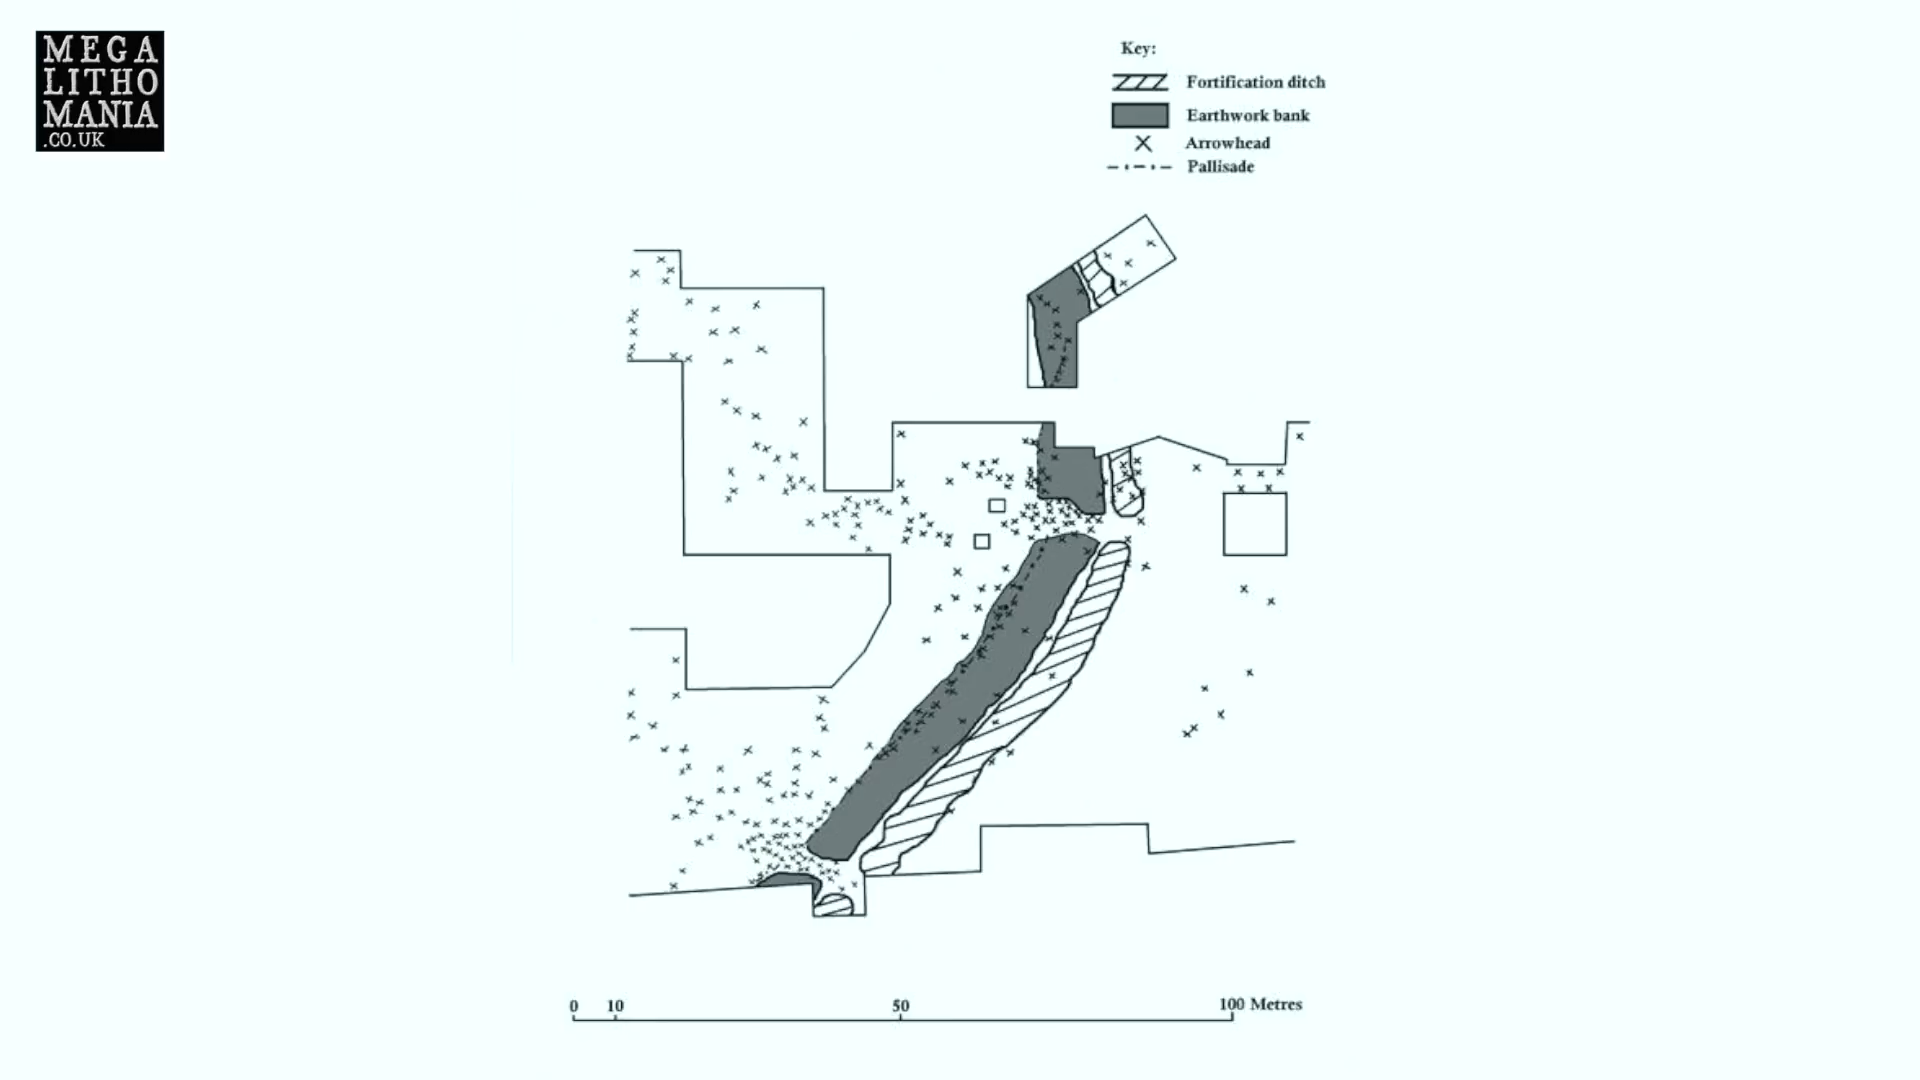 MEGA
LITHO
MANIA
.CO.UK
Key:
Fortification ditch
Earthwork bank
Arrowhead
Pallisade
0 10 50 100 Metres